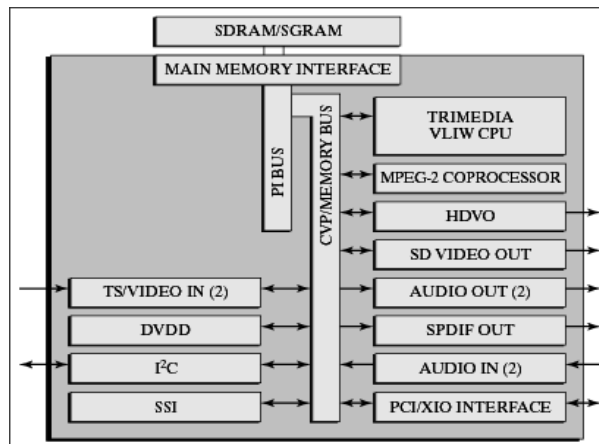 SDRAM/SGRAM
MAIN MEMORY INTERFACE
PI BUS
CVP/MEMORY BUS
TRIMEDIA
VLIW CPU
MPEG-2 COPROCESSOR
HDVO
SD VIDEO OUT
TS/VIDEO IN (2)
AUDIO OUT (2)
DVDD
SPDIF OUT
I²C
AUDIO IN (2)
SSI
PCI/XIO INTERFACE